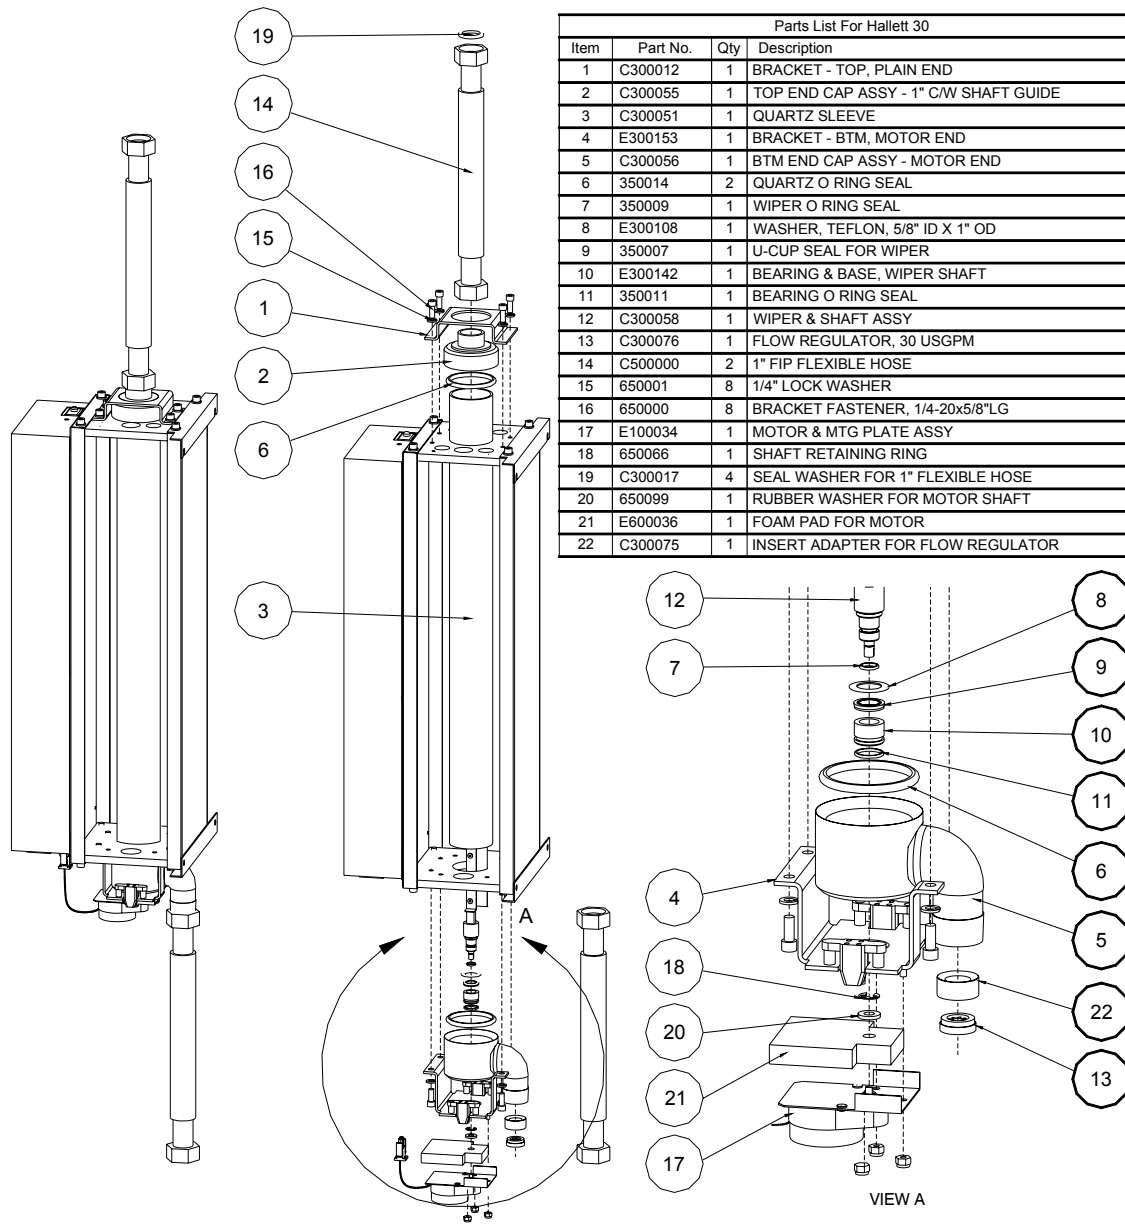 Parts List For Hallett 30
Item Part No. Qty Description
1 C300012 1 BRACKET - TOP, PLAIN END
2 C300055 1 TOP END CAP ASSY - 1" C/W SHAFT GUIDE
3 C300051 1 QUARTZ SLEEVE
4 E300153 1 BRACKET - BTM, MOTOR END
5 C300056 1 BTM END CAP ASSY - MOTOR END
6 350014 2 QUARTZ O RING SEAL
7 350009 1 WIPER O RING SEAL
8 E300108 1 WASHER, TEFLON, 5/8" ID X 1" OD
9 350007 1 U-CUP SEAL FOR WIPER
10 E300142 1 BEARING & BASE, WIPER SHAFT
11 350011 1 BEARING O RING SEAL
12 C300058 1 WIPER & SHAFT ASSY
13 C300076 1 FLOW REGULATOR, 30 USGPM
14 C500000 2 1" FIP FLEXIBLE HOSE
15 650001 8 1/4" LOCK WASHER
16 650000 8 BRACKET FASTENER, 1/4-20x5/8"LG
17 E100034 1 MOTOR & MTG PLATE ASSY
18 650066 1 SHAFT RETAINING RING
19 C300017 4 SEAL WASHER FOR 1" FLEXIBLE HOSE
20 650099 1 RUBBER WASHER FOR MOTOR SHAFT
21 E600036 1 FOAM PAD FOR MOTOR
22 C300075 1 INSERT ADAPTER FOR FLOW REGULATOR
19
14
16
15
1
2
6
3
A
12
7
4
18
20
21
17
8
9
10
11
6
5
22
13
VIEW A